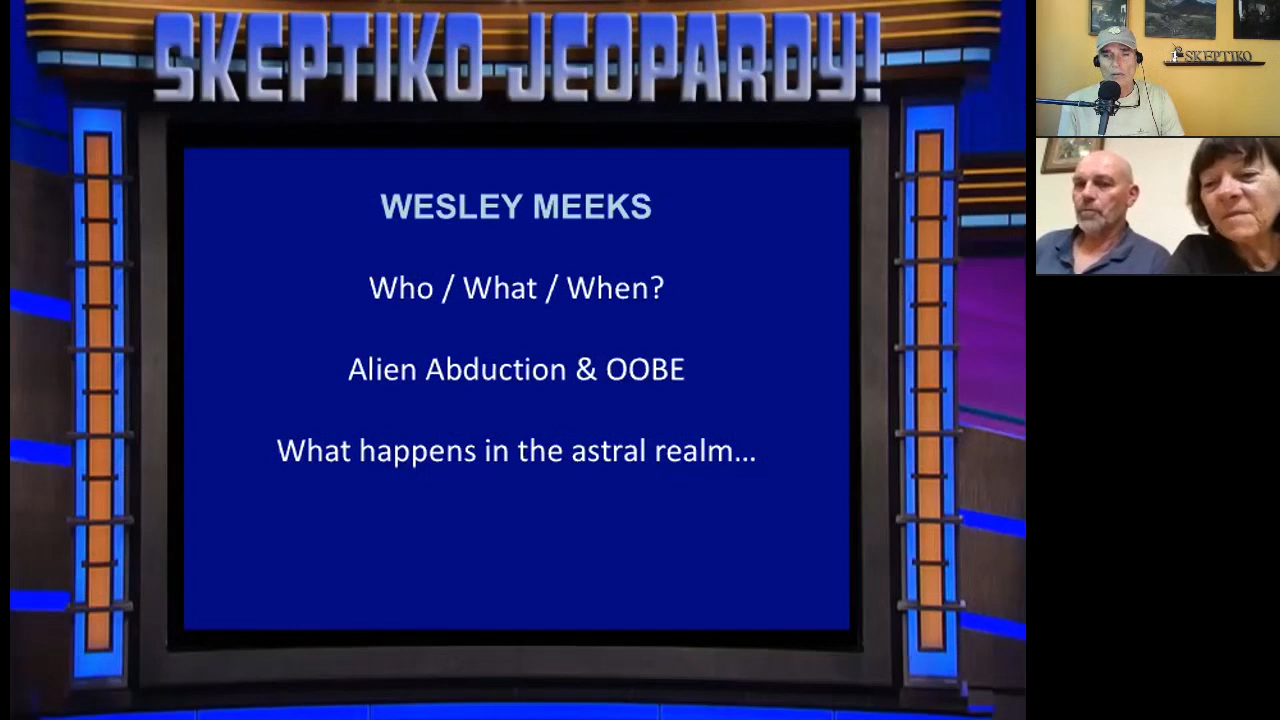 SKEPTIKO JEOPARDY!
WESLEY MEEKS
Who / What / When?
Alien Abduction & OOBE
What happens in the astral realm...
SKEPTIKO